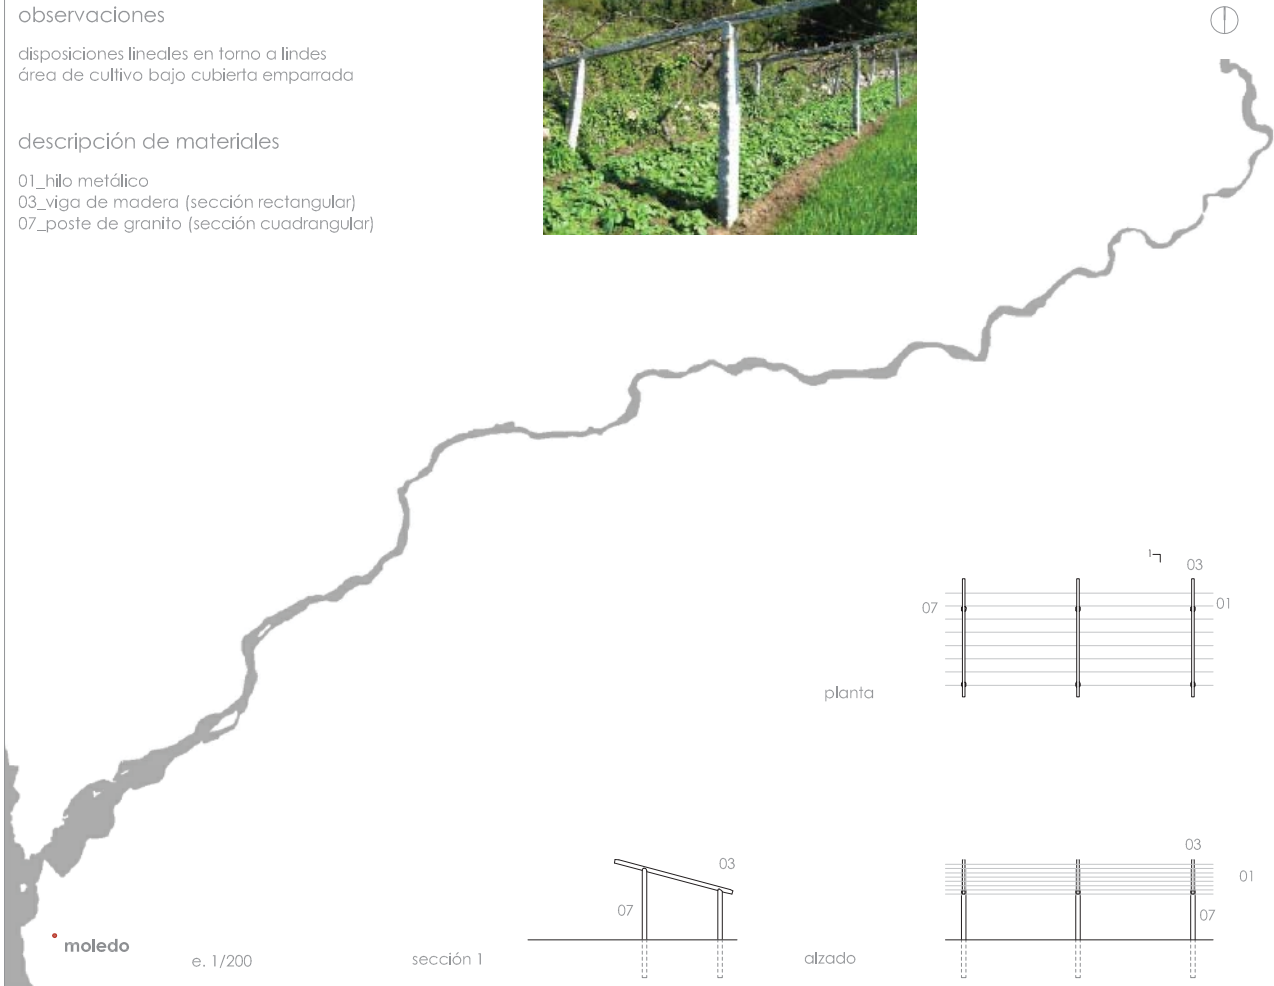 observaciones
disposiciones lineales en torno a lindes
área de cultivo bajo cubierta emparrada
descripción de materiales
01_hilo metálico
03_viga de madera (sección rectangular)
07_poste de granito (sección cuadrangular)
1
03
07
01
planta
03
03
01
07
07
moledo
e. 1/200
sección 1
alzado